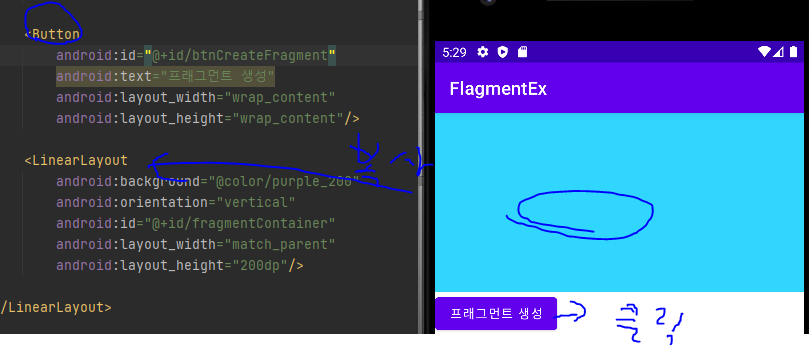 <Button
android:id="@+id/btnCreateFragment"
android:text="프래그먼트 생성"
android:layout_width="wrap_content"
android:layout_height="wrap_content"/>
<LinearLayout
android:background="@color/purple_200"
android:orientation="vertical"
android:id="@+id/fragmentContainer"
android:layout_width="match_parent"
android:layout_height="200dp"/>
/LinearLayout>
5:29
FlagmentEx
프래그먼트 생성
클릭